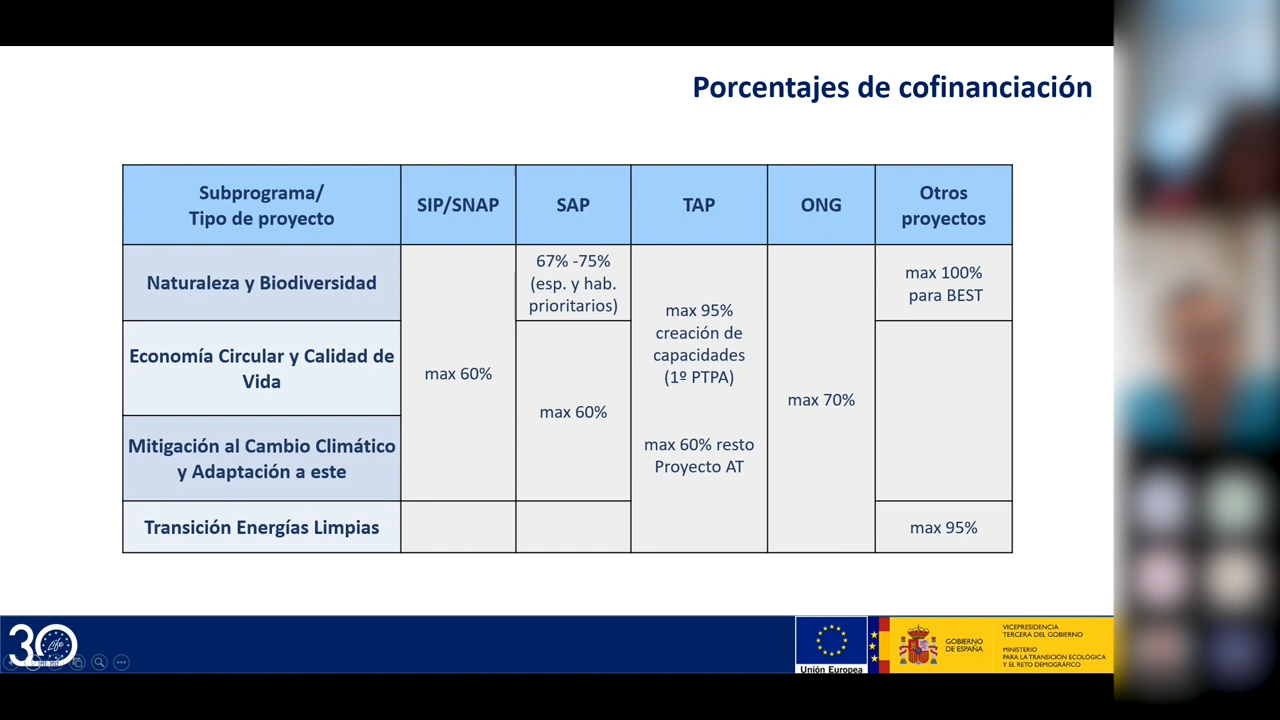 Porcentajes de cofinanciación
Subprograma/
Tipo de proyecto
SIP/SNAP
SAP
TAP
ONG
Otros
proyectos
Naturaleza y Biodiversidad
67% -75%
(esp. y hab.
prioritarios)
max 100%
para BEST
Economía Circular y Calidad de
Vida
max 60%
max 60%
max 95%
creación de
capacidades
(1º PTPA)
max 60% resto
Proyecto AT
max 70%
Mitigación al Cambio Climático
y Adaptación a este
Transición Energías Limpias
max 95%
30
Life
Unión Europea
GOBIERNO
DE ESPAÑA
VICEPRESIDENCIA
TERCERA DEL GOBIERNO
MINISTERIO
PARA LA TRANSICIÓN ECOLÓGICA
Y EL RETO DEMOGRÁFICO